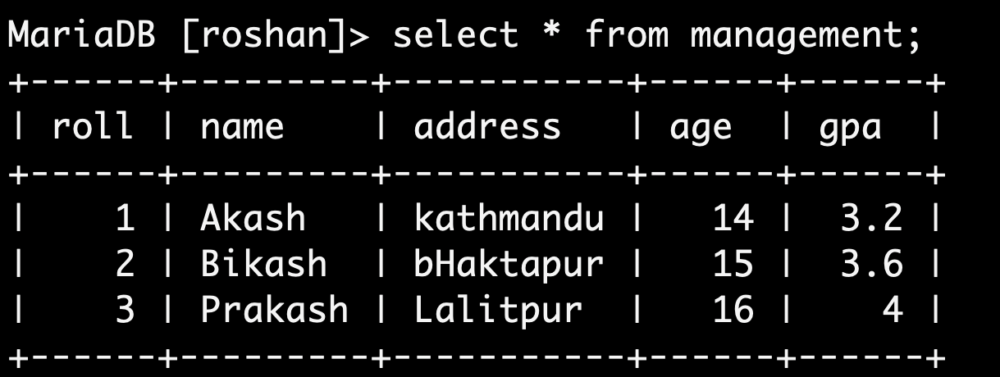 MariaDB [roshan]> select * from management;
+------+---------+-----------+------+------+
| roll | name    | address   | age  | gpa  |
+------+---------+-----------+------+------+
|    1 | Akash   | kathmandu |   14 |  3.2 |
|    2 | Bikash  | bHaktapur |   15 |  3.6 |
|    3 | Prakash | Lalitpur  |   16 |    4 |
+------+---------+-----------+------+------+